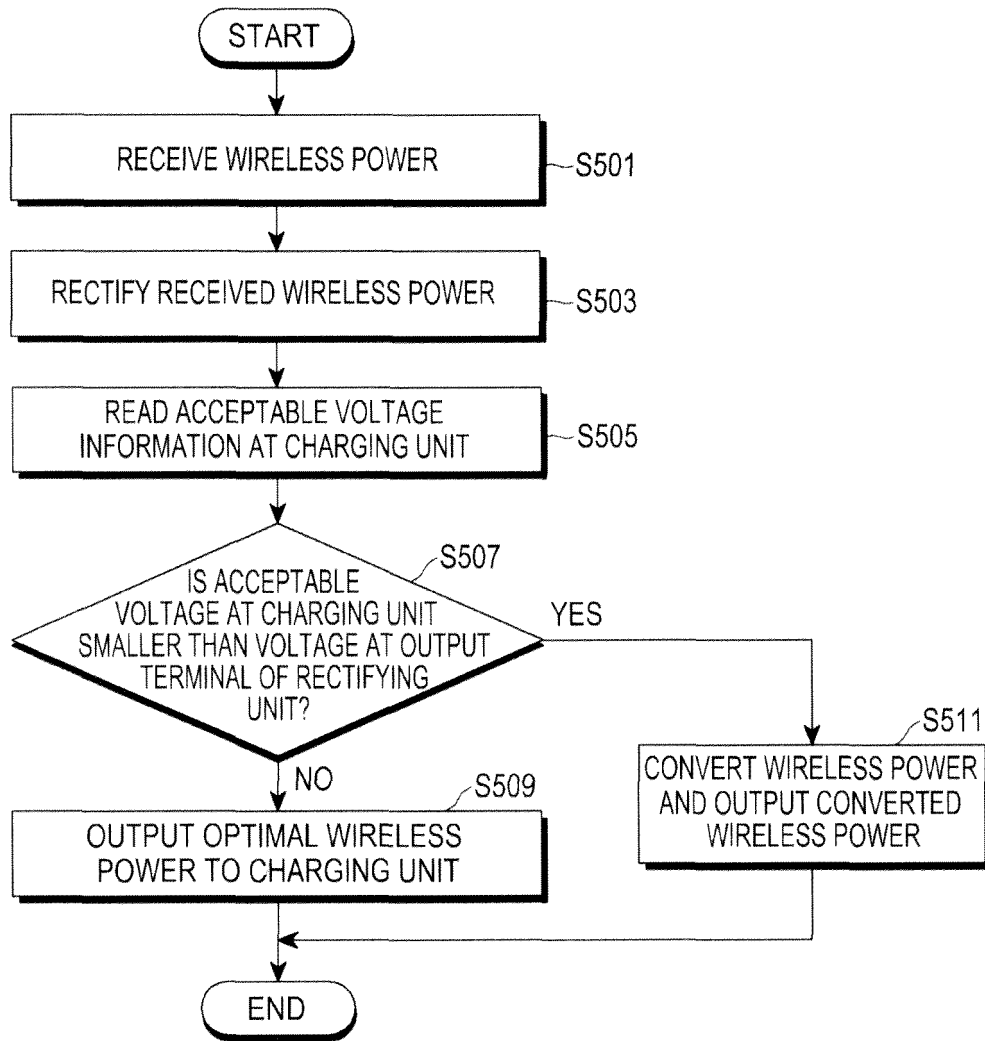 START
RECEIVE WIRELESS POWER
S501
RECTIFY RECEIVED WIRELESS POWER
S503
READ ACCEPTABLE VOLTAGE
INFORMATION AT CHARGING UNIT
S505
S507
IS ACCEPTABLE
VOLTAGE AT CHARGING UNIT
SMALLER THAN VOLTAGE AT OUTPUT
TERMINAL OF RECTIFYING
UNIT?
YES
NO
S509
OUTPUT OPTIMAL WIRELESS
POWER TO CHARGING UNIT
S511
CONVERT WIRELESS POWER
AND OUTPUT CONVERTED
WIRELESS POWER
END